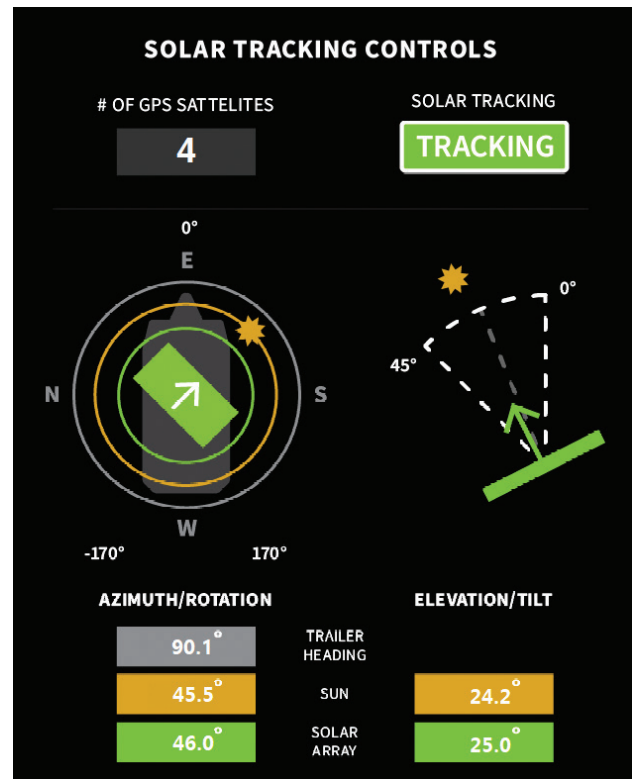 SOLAR TRACKING CONTROLS
# OF GPS SATTELITES
SOLAR TRACKING
4
TRACKING
0°
E
N
S
W
-170°
170°
0°
45°
AZIMUTH/ROTATION
ELEVATION/TILT
90.1°
TRAILER
HEADING
45.5°
SUN
24.2°
46.0°
SOLAR
ARRAY
25.0°